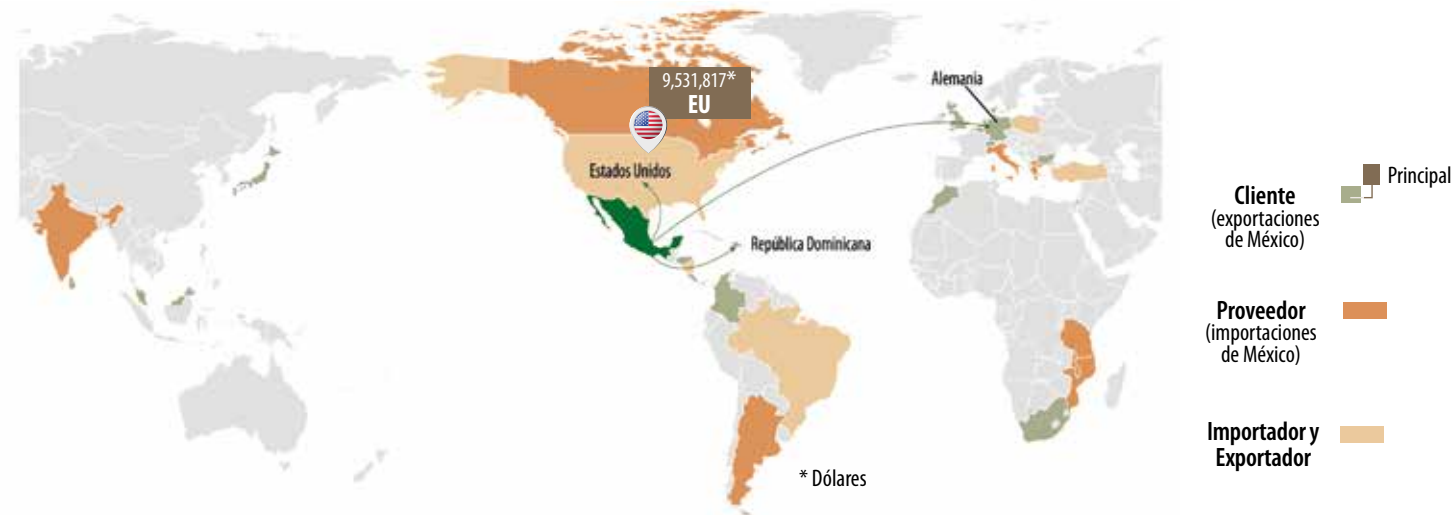 9,531,817*
EU
Alemania
Estados Unidos
República Dominicana
* Dólares
Principal
Cliente
(exportaciones
de México)
Proveedor
(importaciones
de México)
Importador y
Exportador